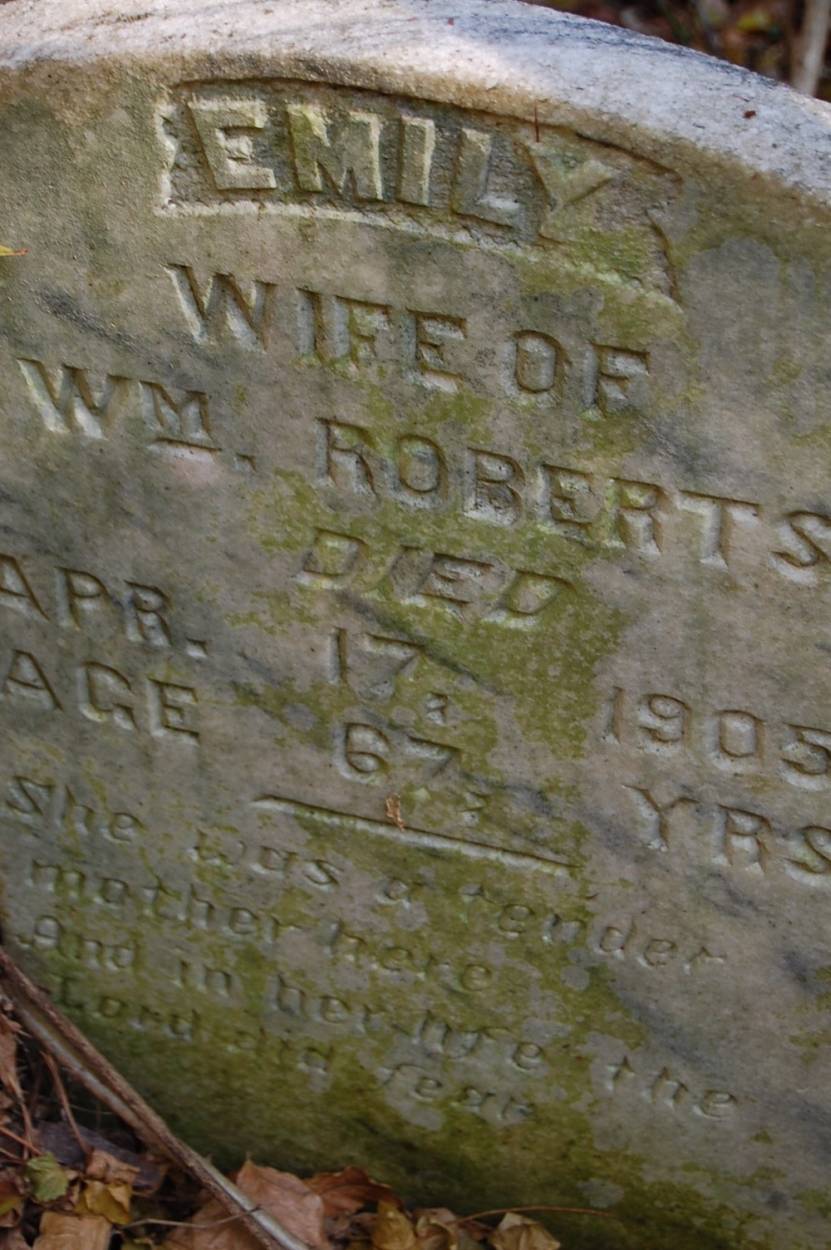 EMILY
WIFE OF
WM. ROBERTS
DIED
APR. 17, 1905
AGE 67, YRS
She was a tender
mother here
And in her life the
Lord did fear